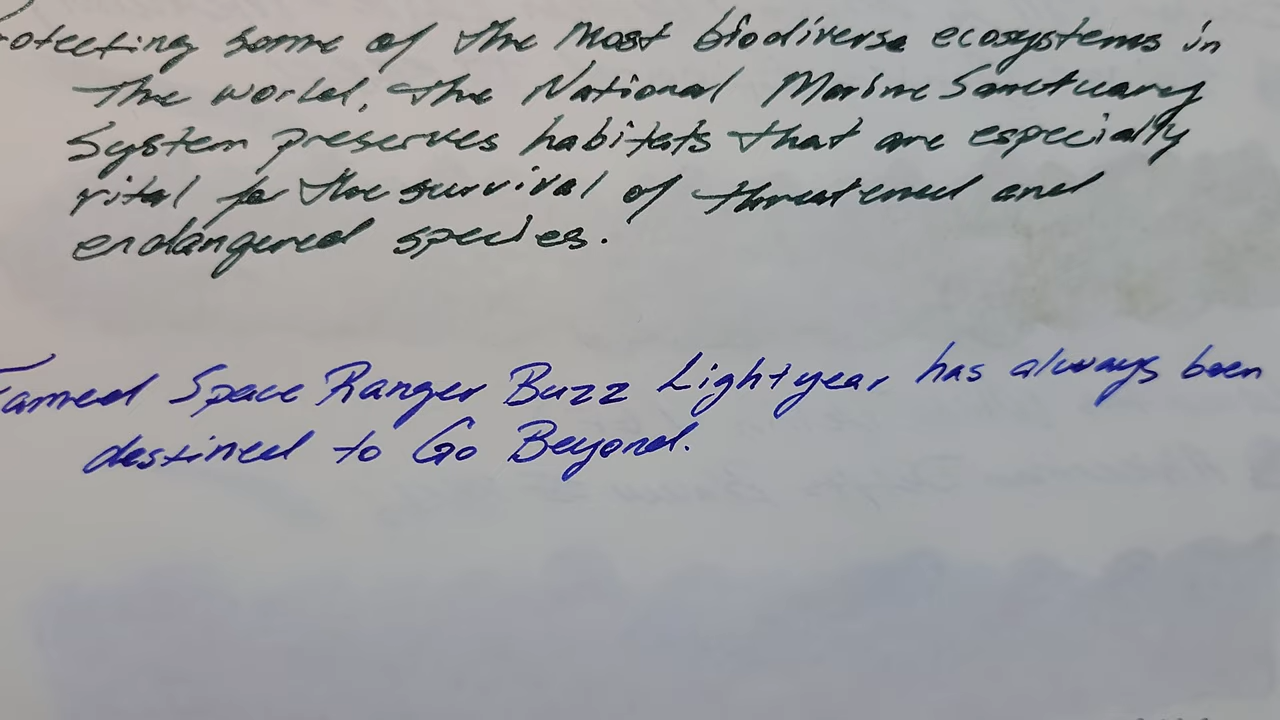 Protecting some of the most biodiverse ecosystems in
the world, the National Marine Sanctuary
System preserves habitats that are especially
vital for the survival of threatened and
endangered species.
Famed Space Ranger Buzz Lightyear has always been
destined to Go Beyond.